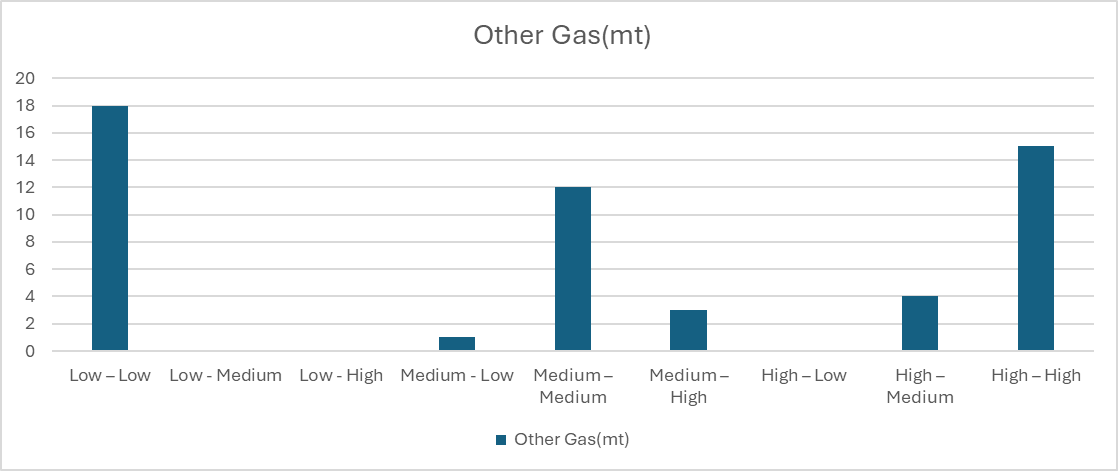 Other Gas(mt)
20
18
16
14
12
10
8
6
4
2
0
Low – Low
Low - Medium
Low - High
Medium - Low
Medium –
Medium
Medium –
High
High – Low
High –
Medium
High – High
Other Gas(mt)